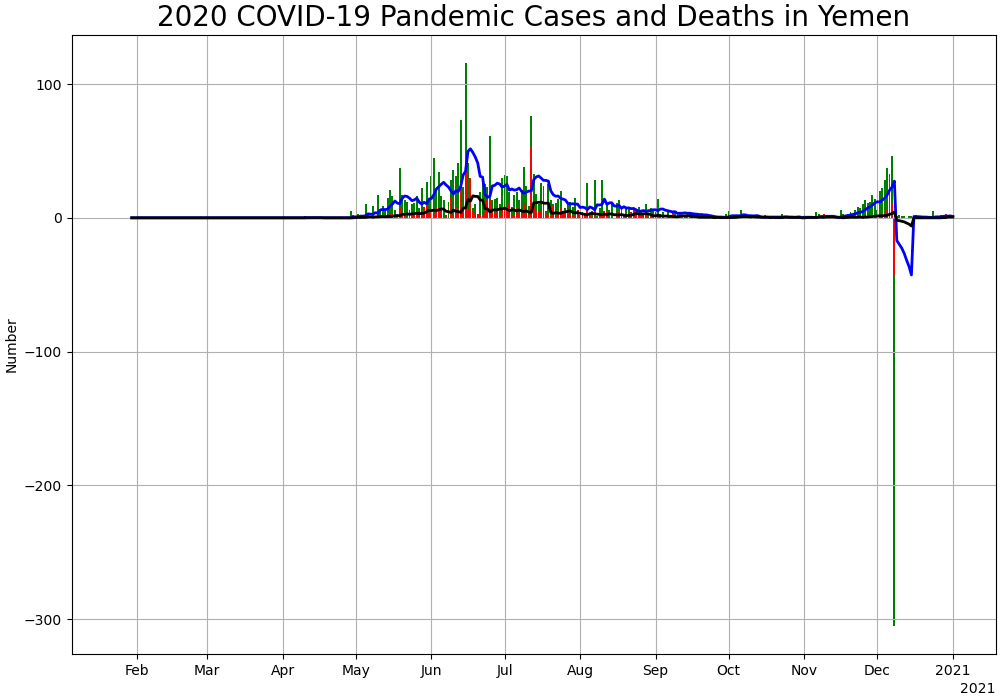 2020 COVID-19 Pandemic Cases and Deaths in Yemen
100
0
−100
−200
−300
Number
Feb Mar Apr May Jun Jul Aug Sep Oct Nov Dec 2021
2021